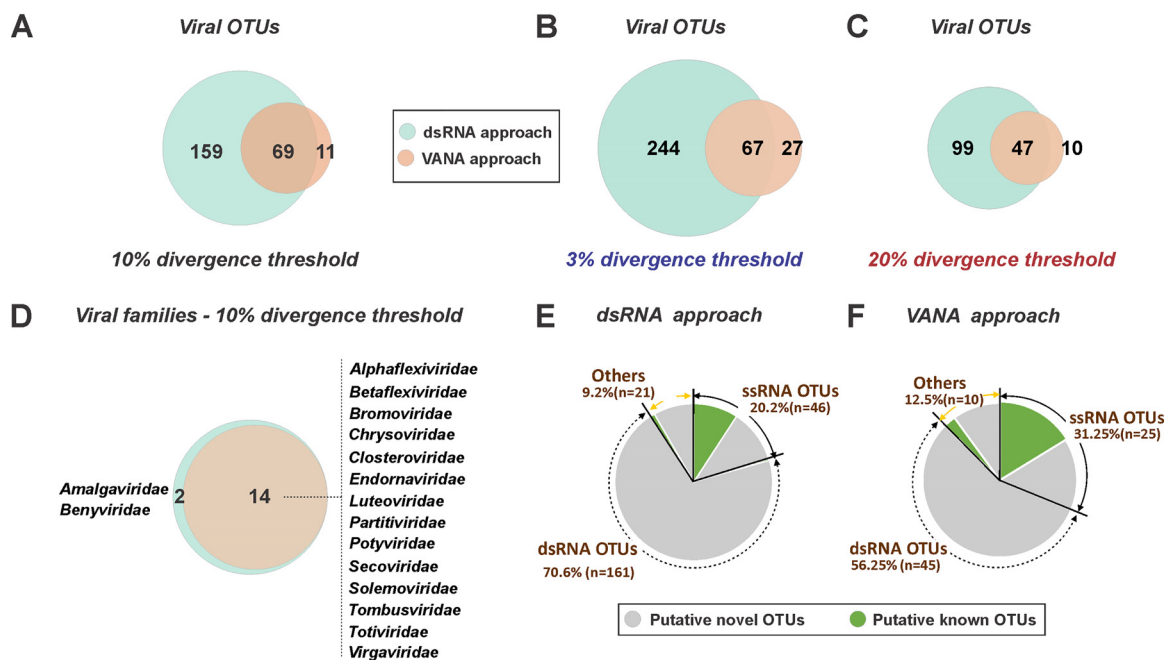 A
Viral OTUs
159
69
11
10% divergence threshold
dsRNA approach
VANA approach
B
Viral OTUs
244
67
27
3% divergence threshold
C
Viral OTUs
99
47
10
20% divergence threshold
D
Viral families - 10% divergence threshold
Amalgaviridae
Benyviridae
2
14
Alphaflexiviridae
Betaflexiviridae
Bromoviridae
Chrysoviridae
Closteroviridae
Endornaviridae
Luteoviridae
Partitiviridae
Potyviridae
Secoviridae
Solemoviridae
Tombusviridae
Totiviridae
Virgaviridae
E
dsRNA approach
Others
9.2%(n=21)
ssRNA OTUs
20.2%(n=46)
dsRNA OTUs
70.6% (n=161)
F
VANA approach
Others
12.5%(n=10)
ssRNA OTUs
31.25%(n=25)
dsRNA OTUs
56.25% (n=45)
Putative novel OTUs
Putative known OTUs